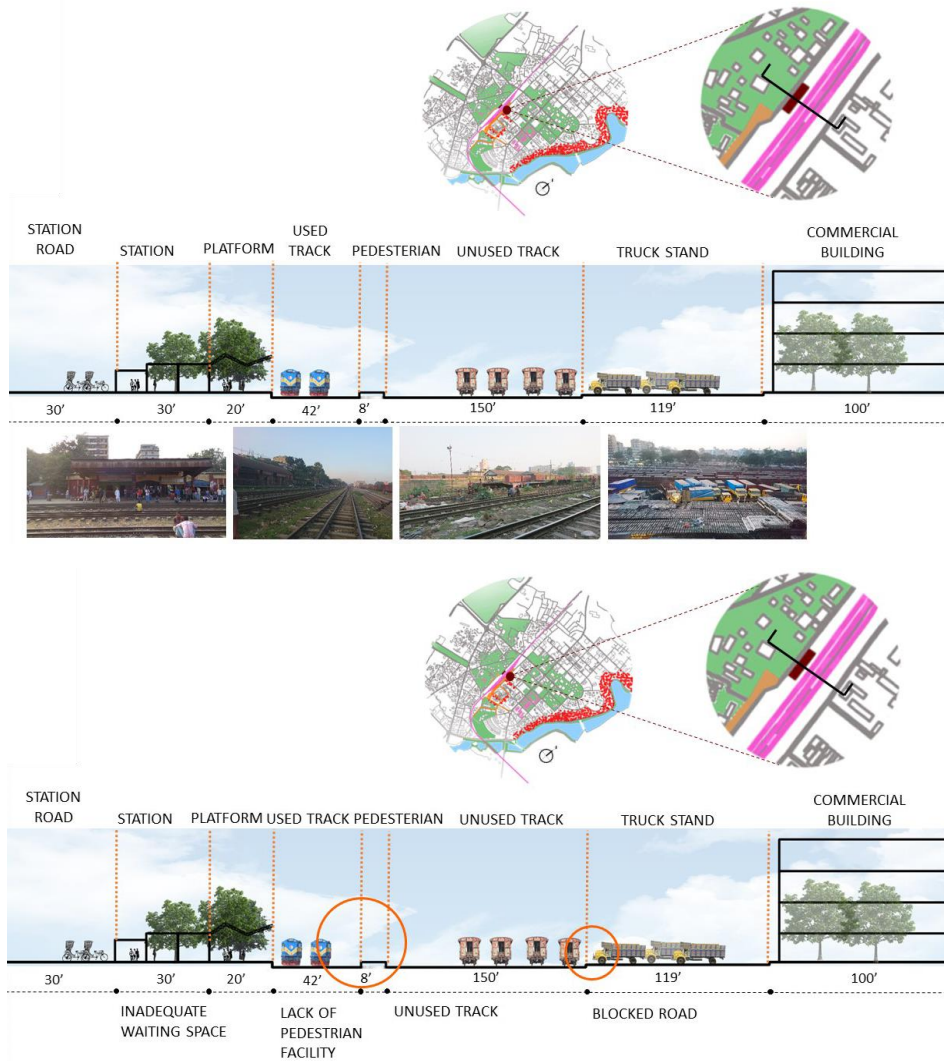 STATION
ROAD
STATION
PLATFORM
USED
TRACK
PEDESTERIAN
UNUSED TRACK
TRUCK STAND
COMMERCIAL
BUILDING
30’ 30’ 20’ 42’ 8’ 150’ 119’ 100’
STATION
ROAD
STATION
PLATFORM
USED TRACK
PEDESTERIAN
UNUSED TRACK
TRUCK STAND
COMMERCIAL
BUILDING
30’ 30’ 20’ 42’ 8’ 150’ 119’ 100’
INADEQUATE
WAITING SPACE
LACK OF
PEDESTRIAN
FACILITY
UNUSED TRACK
BLOCKED ROAD